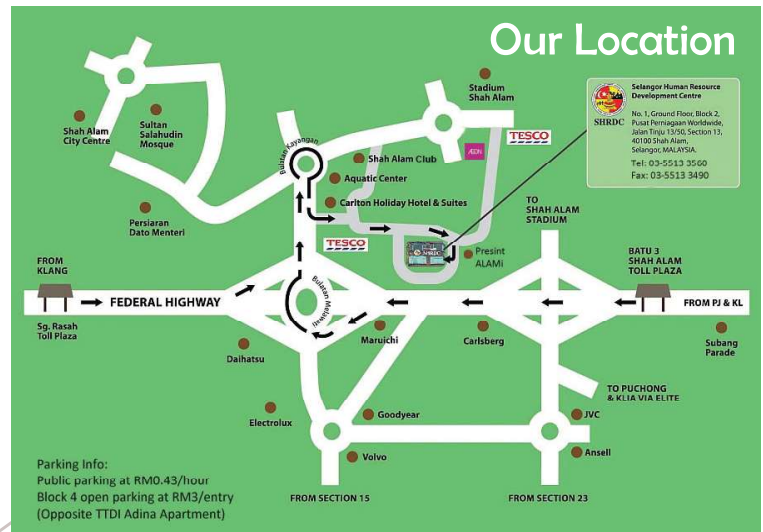 Our Location
Stadium
Shah Alam
Selangor Human Resource
Development Centre
SHRDC
No. 1, Ground Floor, Block 2,
Pusat Perniagaan Worldwide,
Jalan Tinju 13/50, Section 13,
40100 Shah Alam,
Selangor, MALAYSIA.
Tel: 03-5513 3560
Fax: 03-5513 3490
Shah Alam
City Centre
Sultan
Salahudin
Mosque
Bulatan Kayangan
TESCO
AEON
Shah Alam Club
Aquatic Center
Carlton Holiday Hotel & Suites
Persiaran
Dato Menteri
TO
SHAH ALAM
STADIUM
TESCO
SHRDC
Presint
ALAMi
FROM
KLANG
BATU 3
SHAH ALAM
TOLL PLAZA
FEDERAL HIGHWAY
Bulatan Melawati
FROM PJ & KL
Sg. Rasah
Toll Plaza
Daihatsu
Maruichi
Carlsberg
Subang
Parade
TO PUCHONG
& KLIA VIA ELITE
Electrolux
Goodyear
JVC
Volvo
Ansell
Parking Info:
Public parking at RM0.43/hour
Block 4 open parking at RM3/entry
(Opposite TTDI Adina Apartment)
FROM SECTION 15
FROM SECTION 23